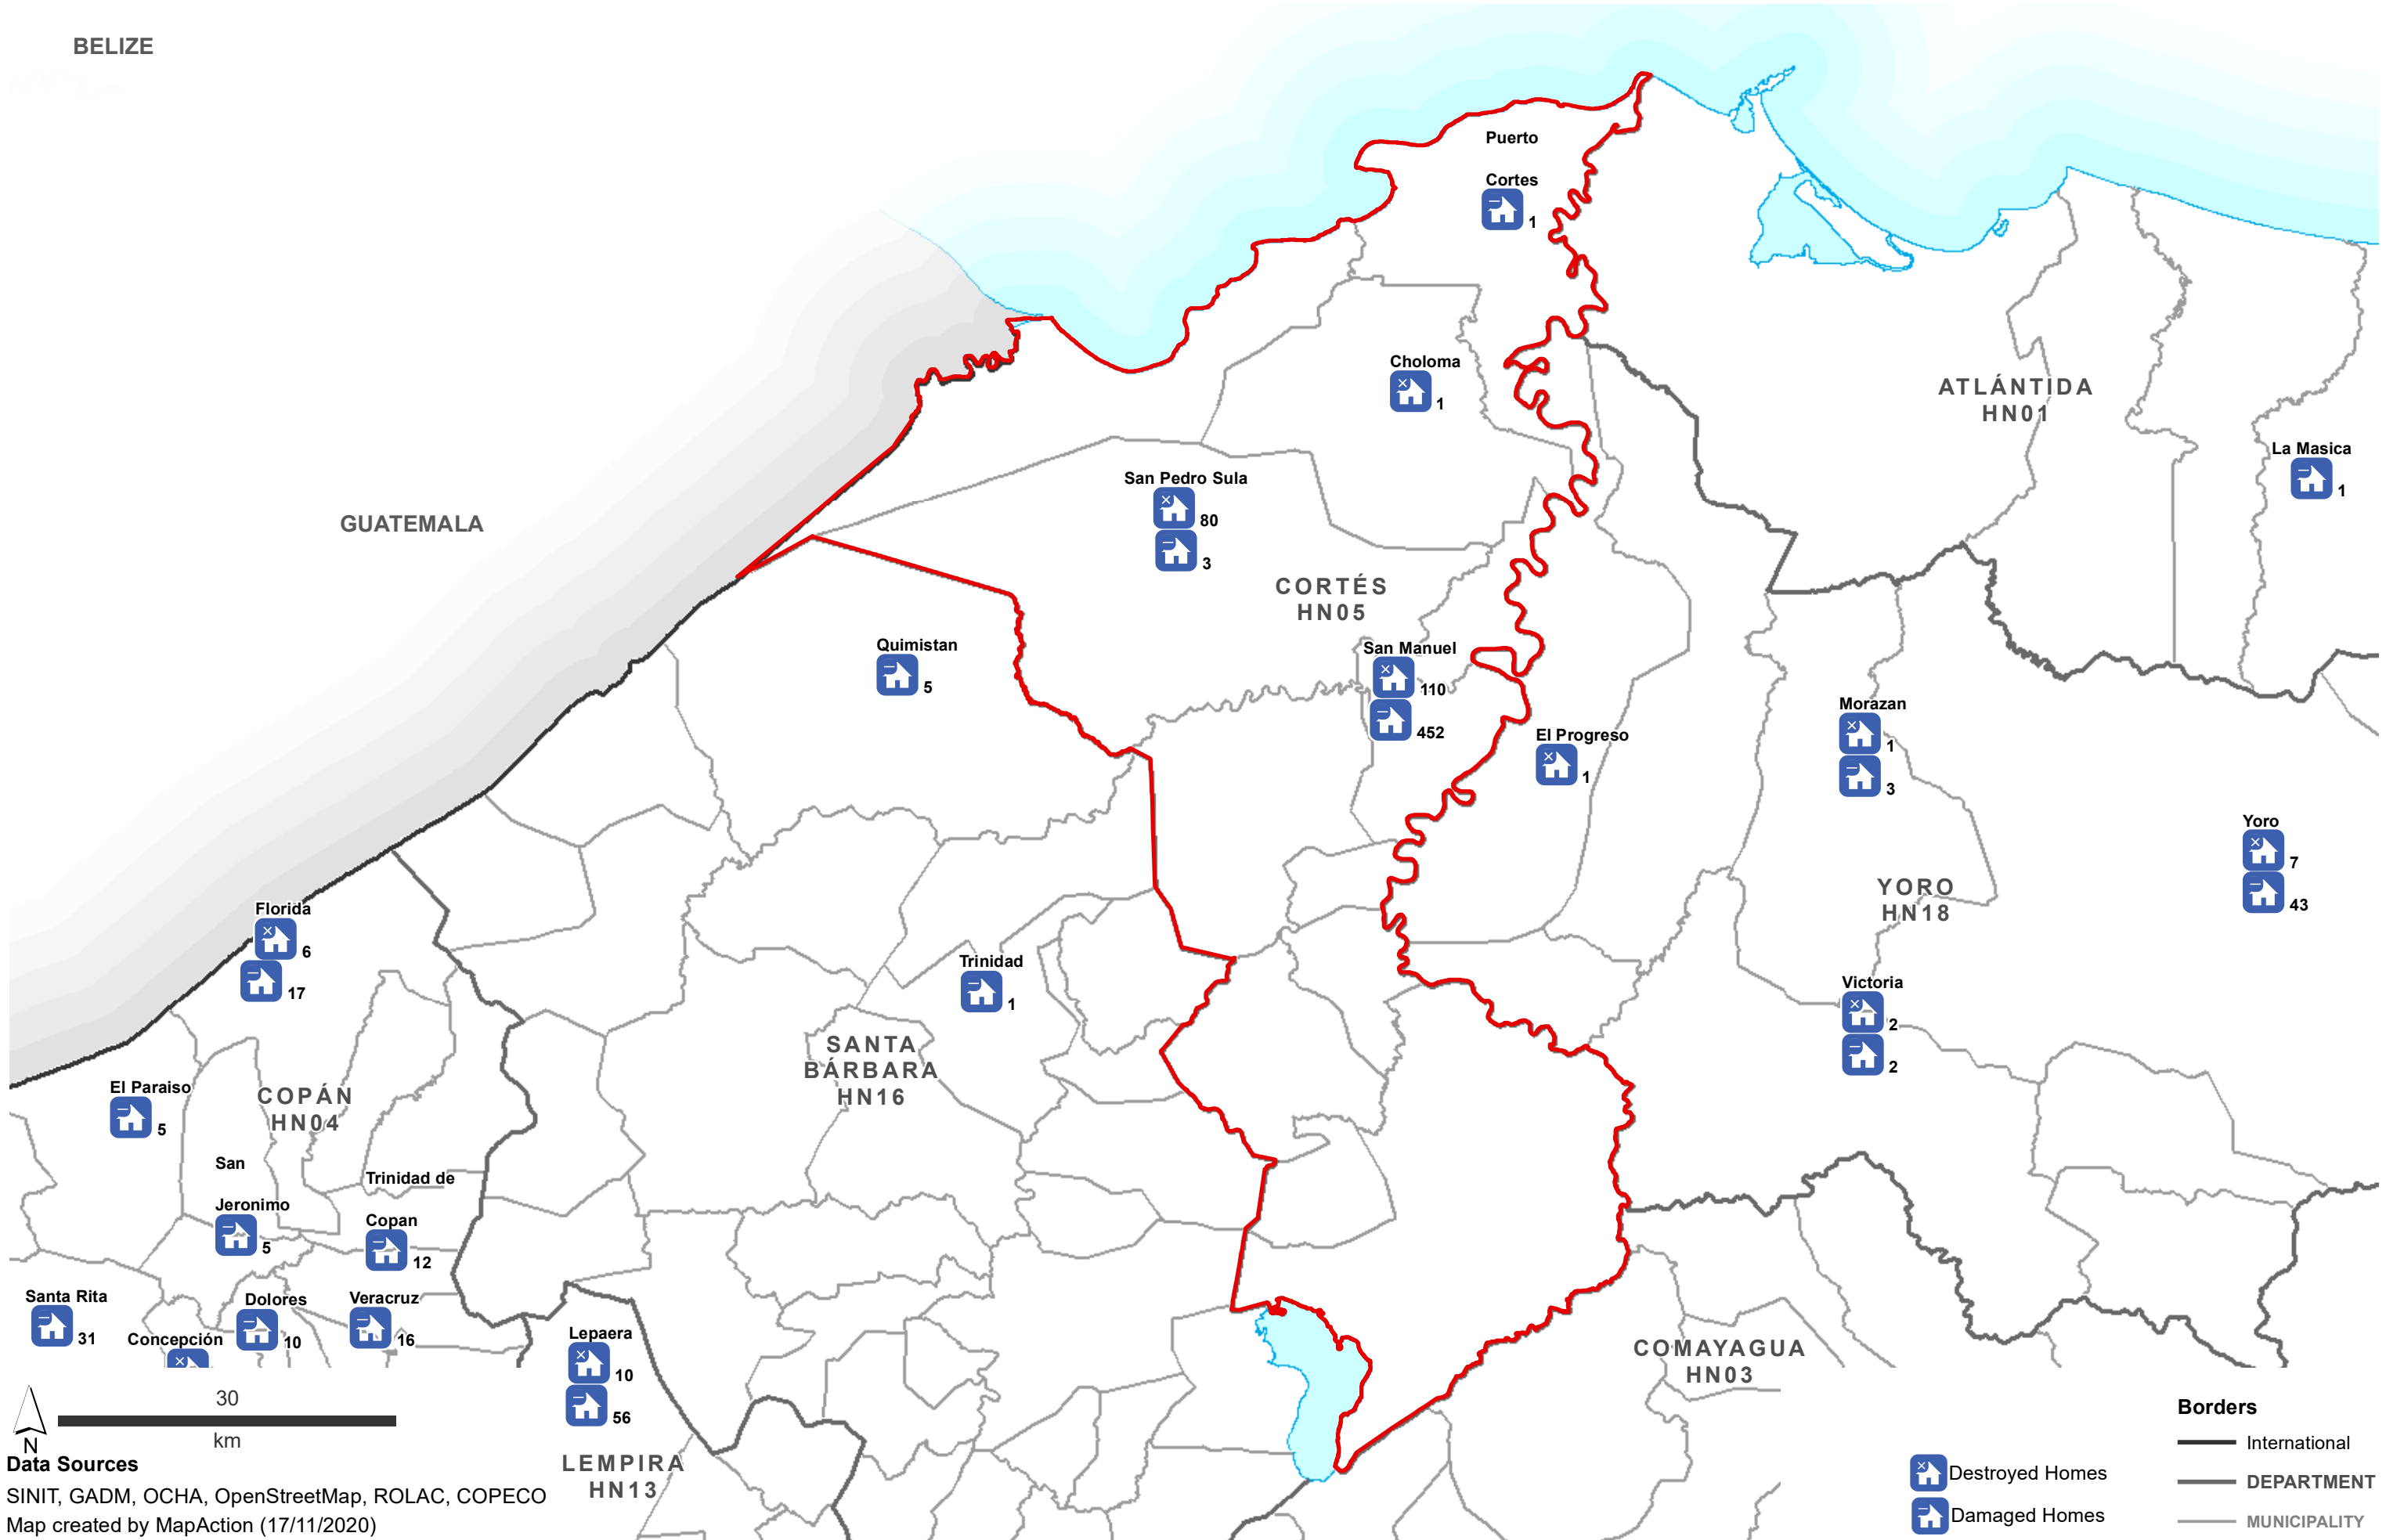 BELIZE
Puerto
Cortes
1
Choloma
1
ATLÁNTIDA
HN01
La Masica
1
San Pedro Sula
80
3
GUATEMALA
CORTÉS
HN05
Quimistan
5
San Manuel
110
452
El Progreso
1
Morazan
1
3
Yoro
7
43
YORO
HN18
Florida
6
17
Trinidad
1
Victoria
2
2
SANTA
BÁRBARA
HN16
El Paraiso
5
COPÁN
HN04
San
Jeronimo
5
Trinidad de
Copan
12
Santa Rita
31
Dolores
10
Veracruz
16
Concepción
Lepaera
10
56
COMAYAGUA
HN03
LEMPIRA
HN13
30
km
N
Data Sources
SINIT, GADM, OCHA, OpenStreetMap, ROLAC, COPECO
Map created by MapAction (17/11/2020)
Destroyed Homes
Damaged Homes
Borders
International
DEPARTMENT
MUNICIPALITY